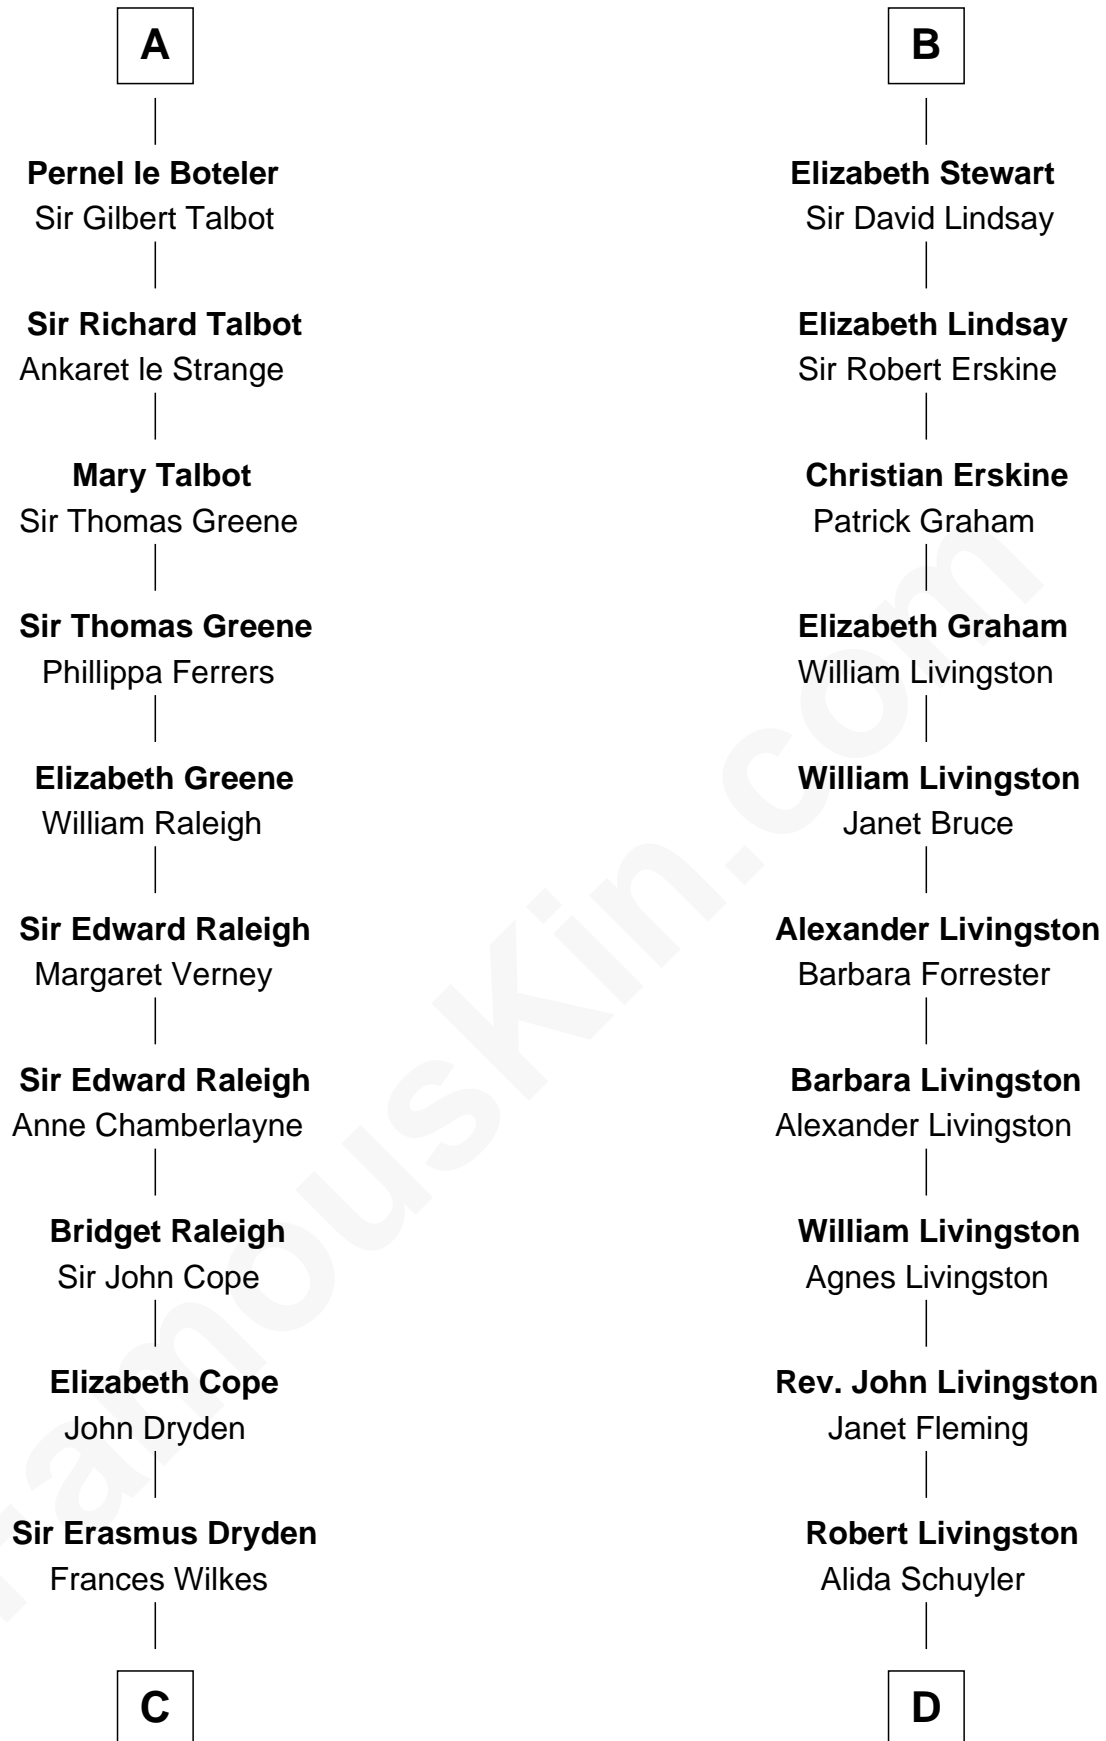 A
Pernel le Boteler
Sir Gilbert Talbot
Sir Richard Talbot
Ankaret le Strange
Mary Talbot
Sir Thomas Greene
Sir Thomas Greene
Phillippa Ferrers
Elizabeth Greene
William Raleigh
Sir Edward Raleigh
Margaret Verney
Sir Edward Raleigh
Anne Chamberlayne
Bridget Raleigh
Sir John Cope
Elizabeth Cope
John Dryden
Sir Erasmus Dryden
Frances Wilkes
C
B
Elizabeth Stewart
Sir David Lindsay
Elizabeth Lindsay
Sir Robert Erskine
Christian Erskine
Patrick Graham
Elizabeth Graham
William Livingston
William Livingston
Janet Bruce
Alexander Livingston
Barbara Forrester
Barbara Livingston
Alexander Livingston
William Livingston
Agnes Livingston
Rev. John Livingston
Janet Fleming
Robert Livingston
Alida Schuyler
D
FamousKin.com